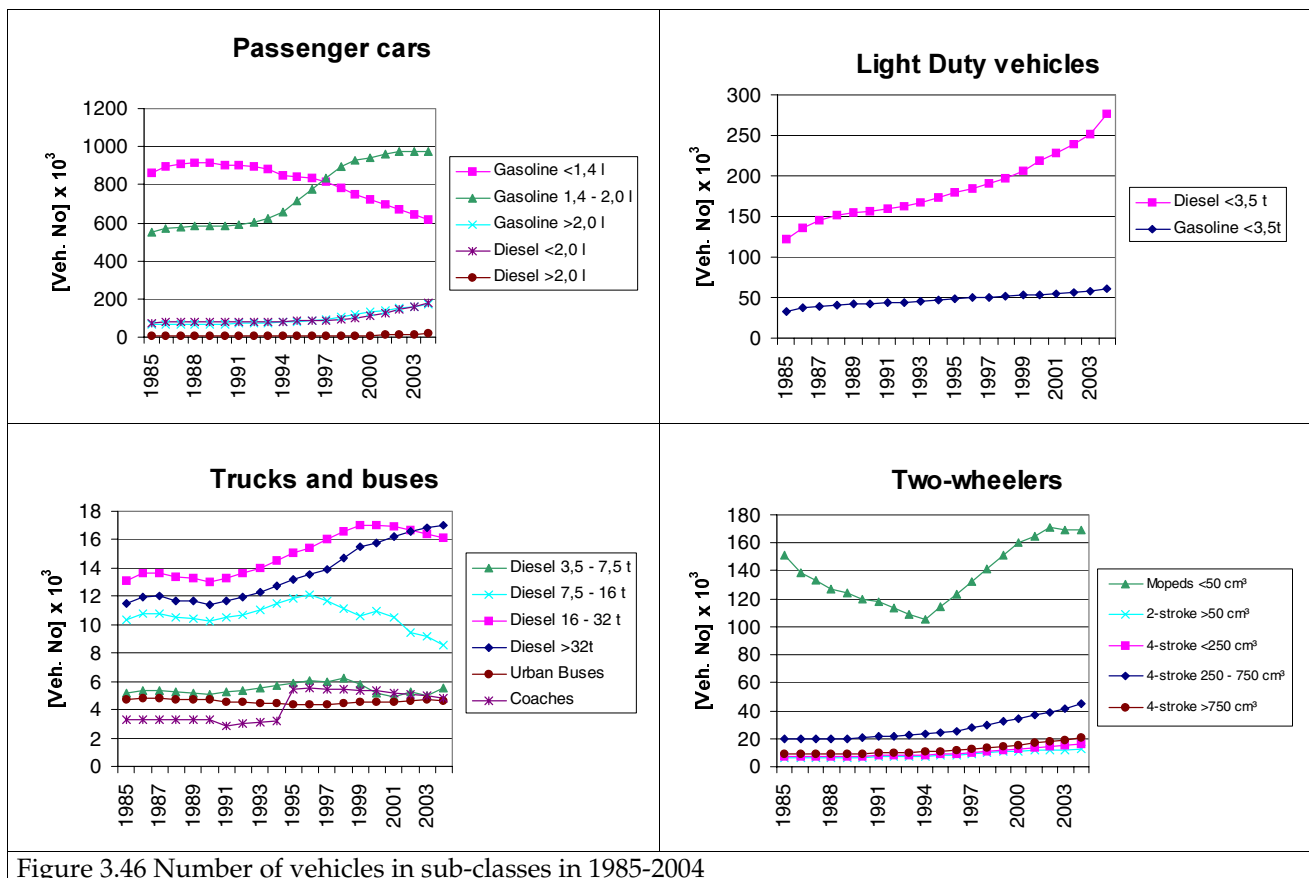 Passenger cars
[Veh. No] x 10³
1200
1000
800
600
400
200
0
1985
1988
1991
1994
1997
2000
2003
Gasoline <1,4 l
Gasoline 1,4 - 2,0 l
Gasoline >2,0 l
Diesel <2,0 l
Diesel >2,0 l
Light Duty vehicles
[Veh. No] x 10³
300
250
200
150
100
50
0
1985
1987
1989
1991
1993
1995
1997
1999
2001
2003
Diesel <3,5 t
Gasoline <3,5t
Trucks and buses
[Veh. No] x 10³
18
16
14
12
10
8
6
4
2
0
1985
1987
1989
1991
1993
1995
1997
1999
2001
2003
Diesel 3,5 - 7,5 t
Diesel 7,5 - 16 t
Diesel 16 - 32 t
Diesel >32t
Urban Buses
Coaches
Two-wheelers
[Veh. No] x 10³
180
160
140
120
100
80
60
40
20
0
1985
1988
1991
1994
1997
2000
2003
Mopeds <50 cm³
2-stroke >50 cm³
4-stroke <250 cm³
4-stroke 250 - 750 cm³
4-stroke >750 cm³
Figure 3.46 Number of vehicles in sub-classes in 1985-2004